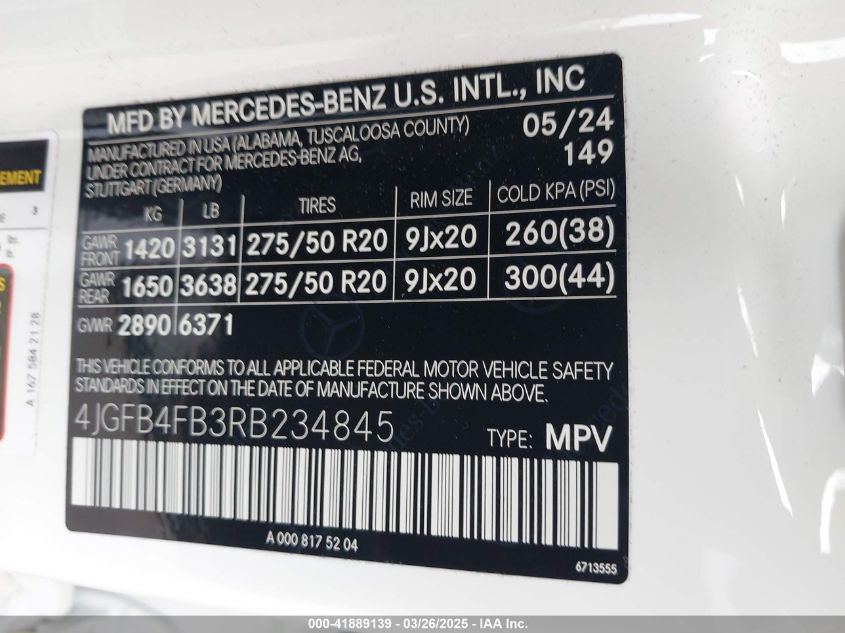 MFD BY MERCEDES-BENZ U.S. INTL., INC
MANUFACTURED IN USA (ALABAMA, TUSCALOOSA COUNTY) 05/24
UNDER CONTRACT FOR MERCEDES-BENZ AG, 149
STUTTGART (GERMANY)
KG LB TIRES RIM SIZE COLD KPA (PSI)
GAWR FRONT 1420 3131 275/50 R20 9Jx20 260(38)
GAWR REAR 1650 3638 275/50 R20 9Jx20 300(44)
GVWR 2890 6371
THIS VEHICLE CONFORMS TO ALL APPLICABLE FEDERAL MOTOR VEHICLE SAFETY
STANDARDS IN EFFECT ON THE DATE OF MANUFACTURE SHOWN ABOVE.
4JGFB4FB3RB234845 TYPE: MPV
A 000 817 52 04
6713555
EMENT
3
lb.
A 167 584 21 28
000-41889139 - 03/26/2025 - IAA Inc.